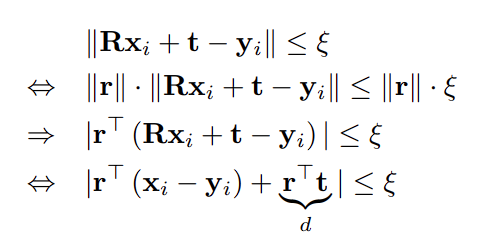 ‖Rxᵢ + t − yᵢ‖ ≤ ξ
⇔ ‖r‖ · ‖Rxᵢ + t − yᵢ‖ ≤ ‖r‖ · ξ
⇒ |r⊤ (Rxᵢ + t − yᵢ) | ≤ ξ
⇔ |r⊤ (xᵢ − yᵢ) + r⊤t | ≤ ξ
d